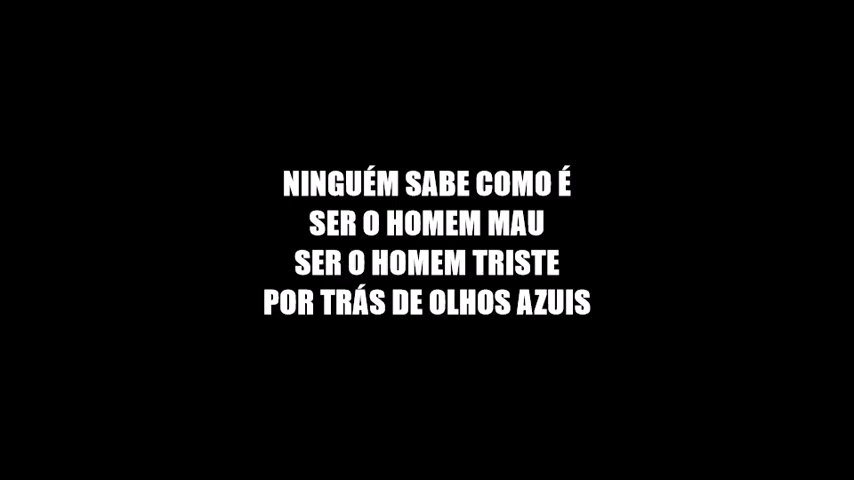 NINGUÉM SABE COMO É
SER O HOMEM MAU
SER O HOMEM TRISTE
POR TRÁS DE OLHOS AZUIS